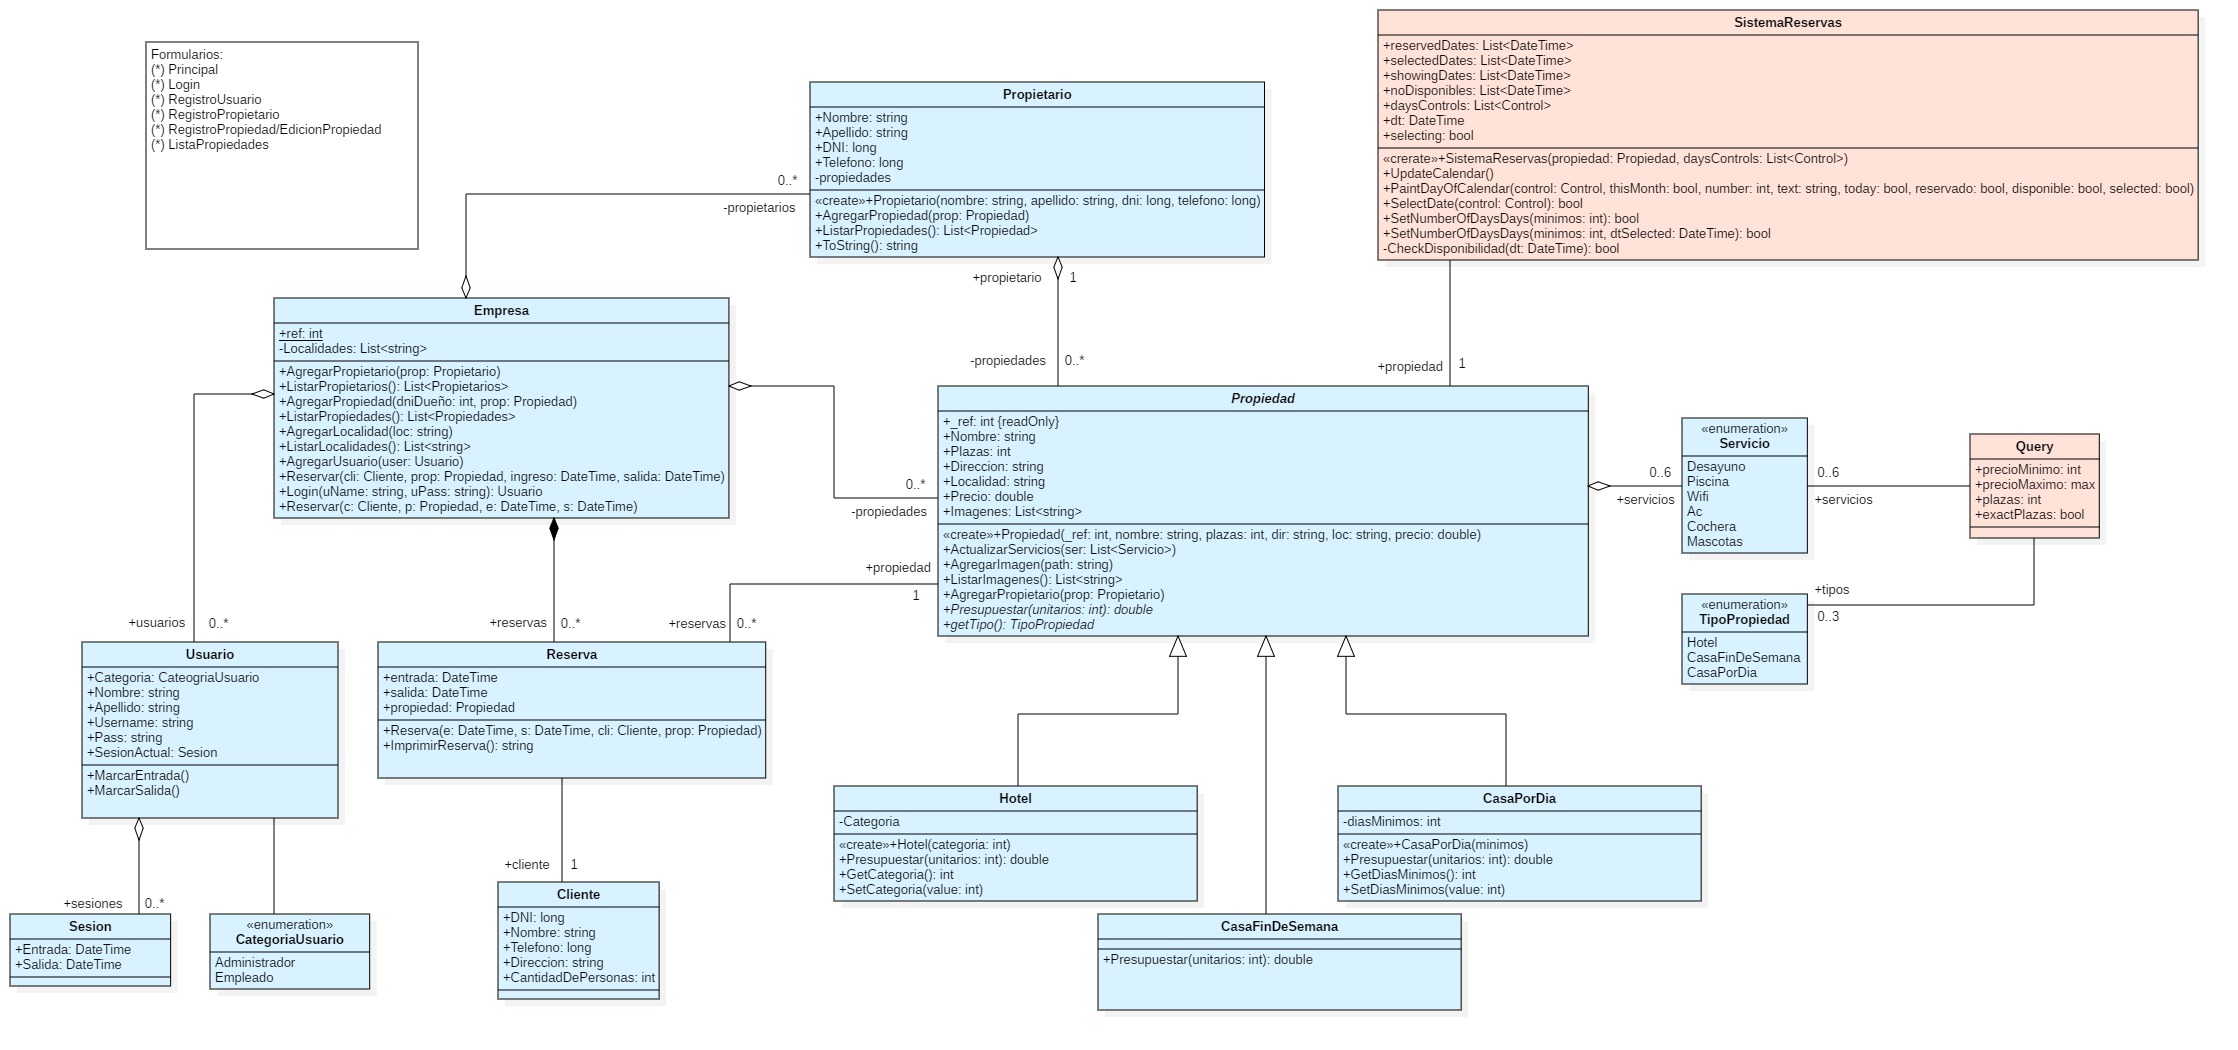 Formularios:
(*) Principal
(*) Login
(*) RegistroUsuario
(*) RegistroPropietario
(*) RegistroPropiedad/EdicionPropiedad
(*) ListaPropiedades
Propietario
+Nombre: string
+Apellido: string
+DNI: long
+Telefono: long
-propiedades
«create»+Propietario(nombre: string, apellido: string, dni: long, telefono: long)
+AgregarPropiedad(prop: Propiedad)
+ListarPropiedades(): List<Propiedad>
+ToString(): string
SistemaReservas
+reservedDates: List<DateTime>
+selectedDates: List<DateTime>
+showingDates: List<DateTime>
+noDisponibles: List<DateTime>
+daysControls: List<Control>
+dt: DateTime
+selecting: bool
«crerate»+SistemaReservas(propiedad: Propiedad, daysControls: List<Control>)
+UpdateCalendar()
+PaintDayOfCalendar(control: Control, thisMonth: bool, number: int, text: string, today: bool, reservado: bool, disponible: bool, selected: bool)
+SelectDate(control: Control): bool
+SetNumberOfDaysDays(minimos: int): bool
+SetNumberOfDaysDays(minimos: int, dtSelected: DateTime): bool
-CheckDisponibilidad(dt: DateTime): bool
0..*
-propietarios
+propietario
1
-propiedades
0..*
+propiedad
1
Empresa
+ref: int
-Localidades: List<string>
+AgregarPropietario(prop: Propietario)
+ListarPropietarios(): List<Propietarios>
+AgregarPropiedad(dniDueño: int, prop: Propiedad)
+ListarPropiedades(): List<Propiedades>
+AgregarLocalidad(loc: string)
+ListarLocalidades(): List<string>
+AgregarUsuario(user: Usuario)
+Reservar(cli: Cliente, prop: Propiedad, ingreso: DateTime, salida: DateTime)
+Login(uName: string, uPass: string): Usuario
+Reservar(c: Cliente, p: Propiedad, e: DateTime, s: DateTime)
0..*
-propiedades
Propiedad
+_ref: int {readOnly}
+Nombre: string
+Plazas: int
+Direccion: string
+Localidad: string
+Precio: double
+Imagenes: List<string>
«create»+Propiedad(_ref: int, nombre: string, plazas: int, dir: string, loc: string, precio: double)
+ActualizarServicios(ser: List<Servicio>)
+AgregarImagen(path: string)
+ListarImagenes(): List<string>
+AgregarPropietario(prop: Propietario)
+Presupuestar(unitarios: int): double
+getTipo(): TipoPropiedad
0..6
+servicios
«enumeration»
Servicio
Desayuno
Piscina
Wifi
Ac
Cochera
Mascotas
0..6
+servicios
Query
+precioMinimo: int
+precioMaximo: max
+plazas: int
+exactPlazas: bool
+tipos
0..3
«enumeration»
TipoPropiedad
Hotel
CasaFinDeSemana
CasaPorDia
+propiedad
1
+usuarios
0..*
+reservas
0..*
+reservas
0..*
Usuario
+Categoria: CateogriaUsuario
+Nombre: string
+Apellido: string
+Username: string
+Pass: string
+SesionActual: Sesion
+MarcarEntrada()
+MarcarSalida()
Reserva
+entrada: DateTime
+salida: DateTime
+propiedad: Propiedad
+Reserva(e: DateTime, s: DateTime, cli: Cliente, prop: Propiedad)
+ImprimirReserva(): string
+cliente
1
+sesiones
0..*
Sesion
+Entrada: DateTime
+Salida: DateTime
«enumeration»
CategoriaUsuario
Administrador
Empleado
Cliente
+DNI: long
+Nombre: string
+Telefono: long
+Direccion: string
+CantidadDePersonas: int
Hotel
-Categoria
«create»+Hotel(categoria: int)
+Presupuestar(unitarios: int): double
+GetCategoria(): int
+SetCategoria(value: int)
CasaPorDia
-diasMinimos: int
«create»+CasaPorDia(minimos)
+Presupuestar(unitarios: int): double
+GetDiasMinimos(): int
+SetDiasMinimos(value: int)
CasaFinDeSemana
+Presupuestar(unitarios: int): double